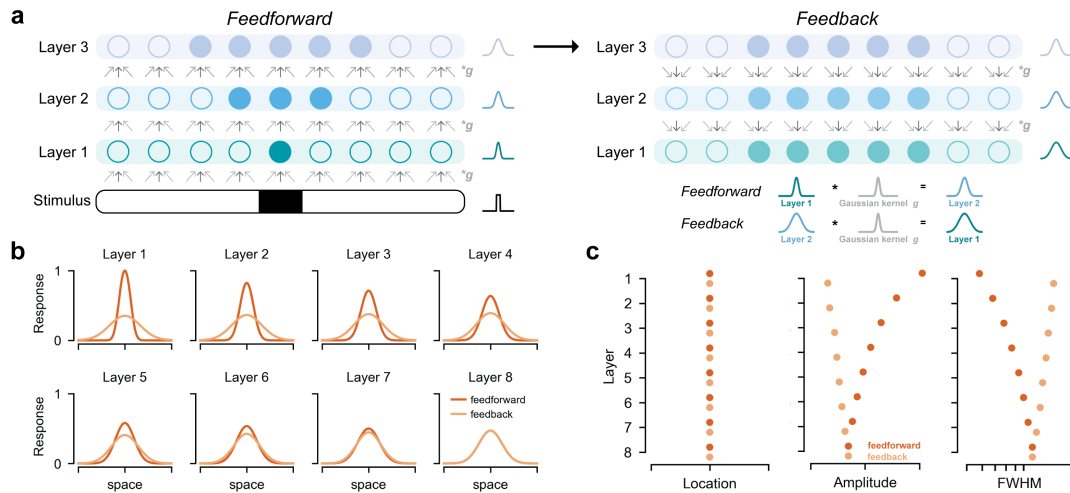 a
Feedforward
Feedback
Layer 3
Layer 3
*g
*g
Layer 2
Layer 2
*g
*g
Layer 1
Layer 1
*g
Stimulus
Feedforward * =
Layer 1 Gaussian kernel g Layer 2
Feedback * =
Layer 2 Gaussian kernel g Layer 1
b
Layer 1 Layer 2 Layer 3 Layer 4
Response
1
0
Layer 5 Layer 6 Layer 7 Layer 8
Response
1
0
feedforward
feedback
space space space space
c
Layer
1
2
3
4
5
6
7
8
feedforward
feedback
Location Amplitude FWHM